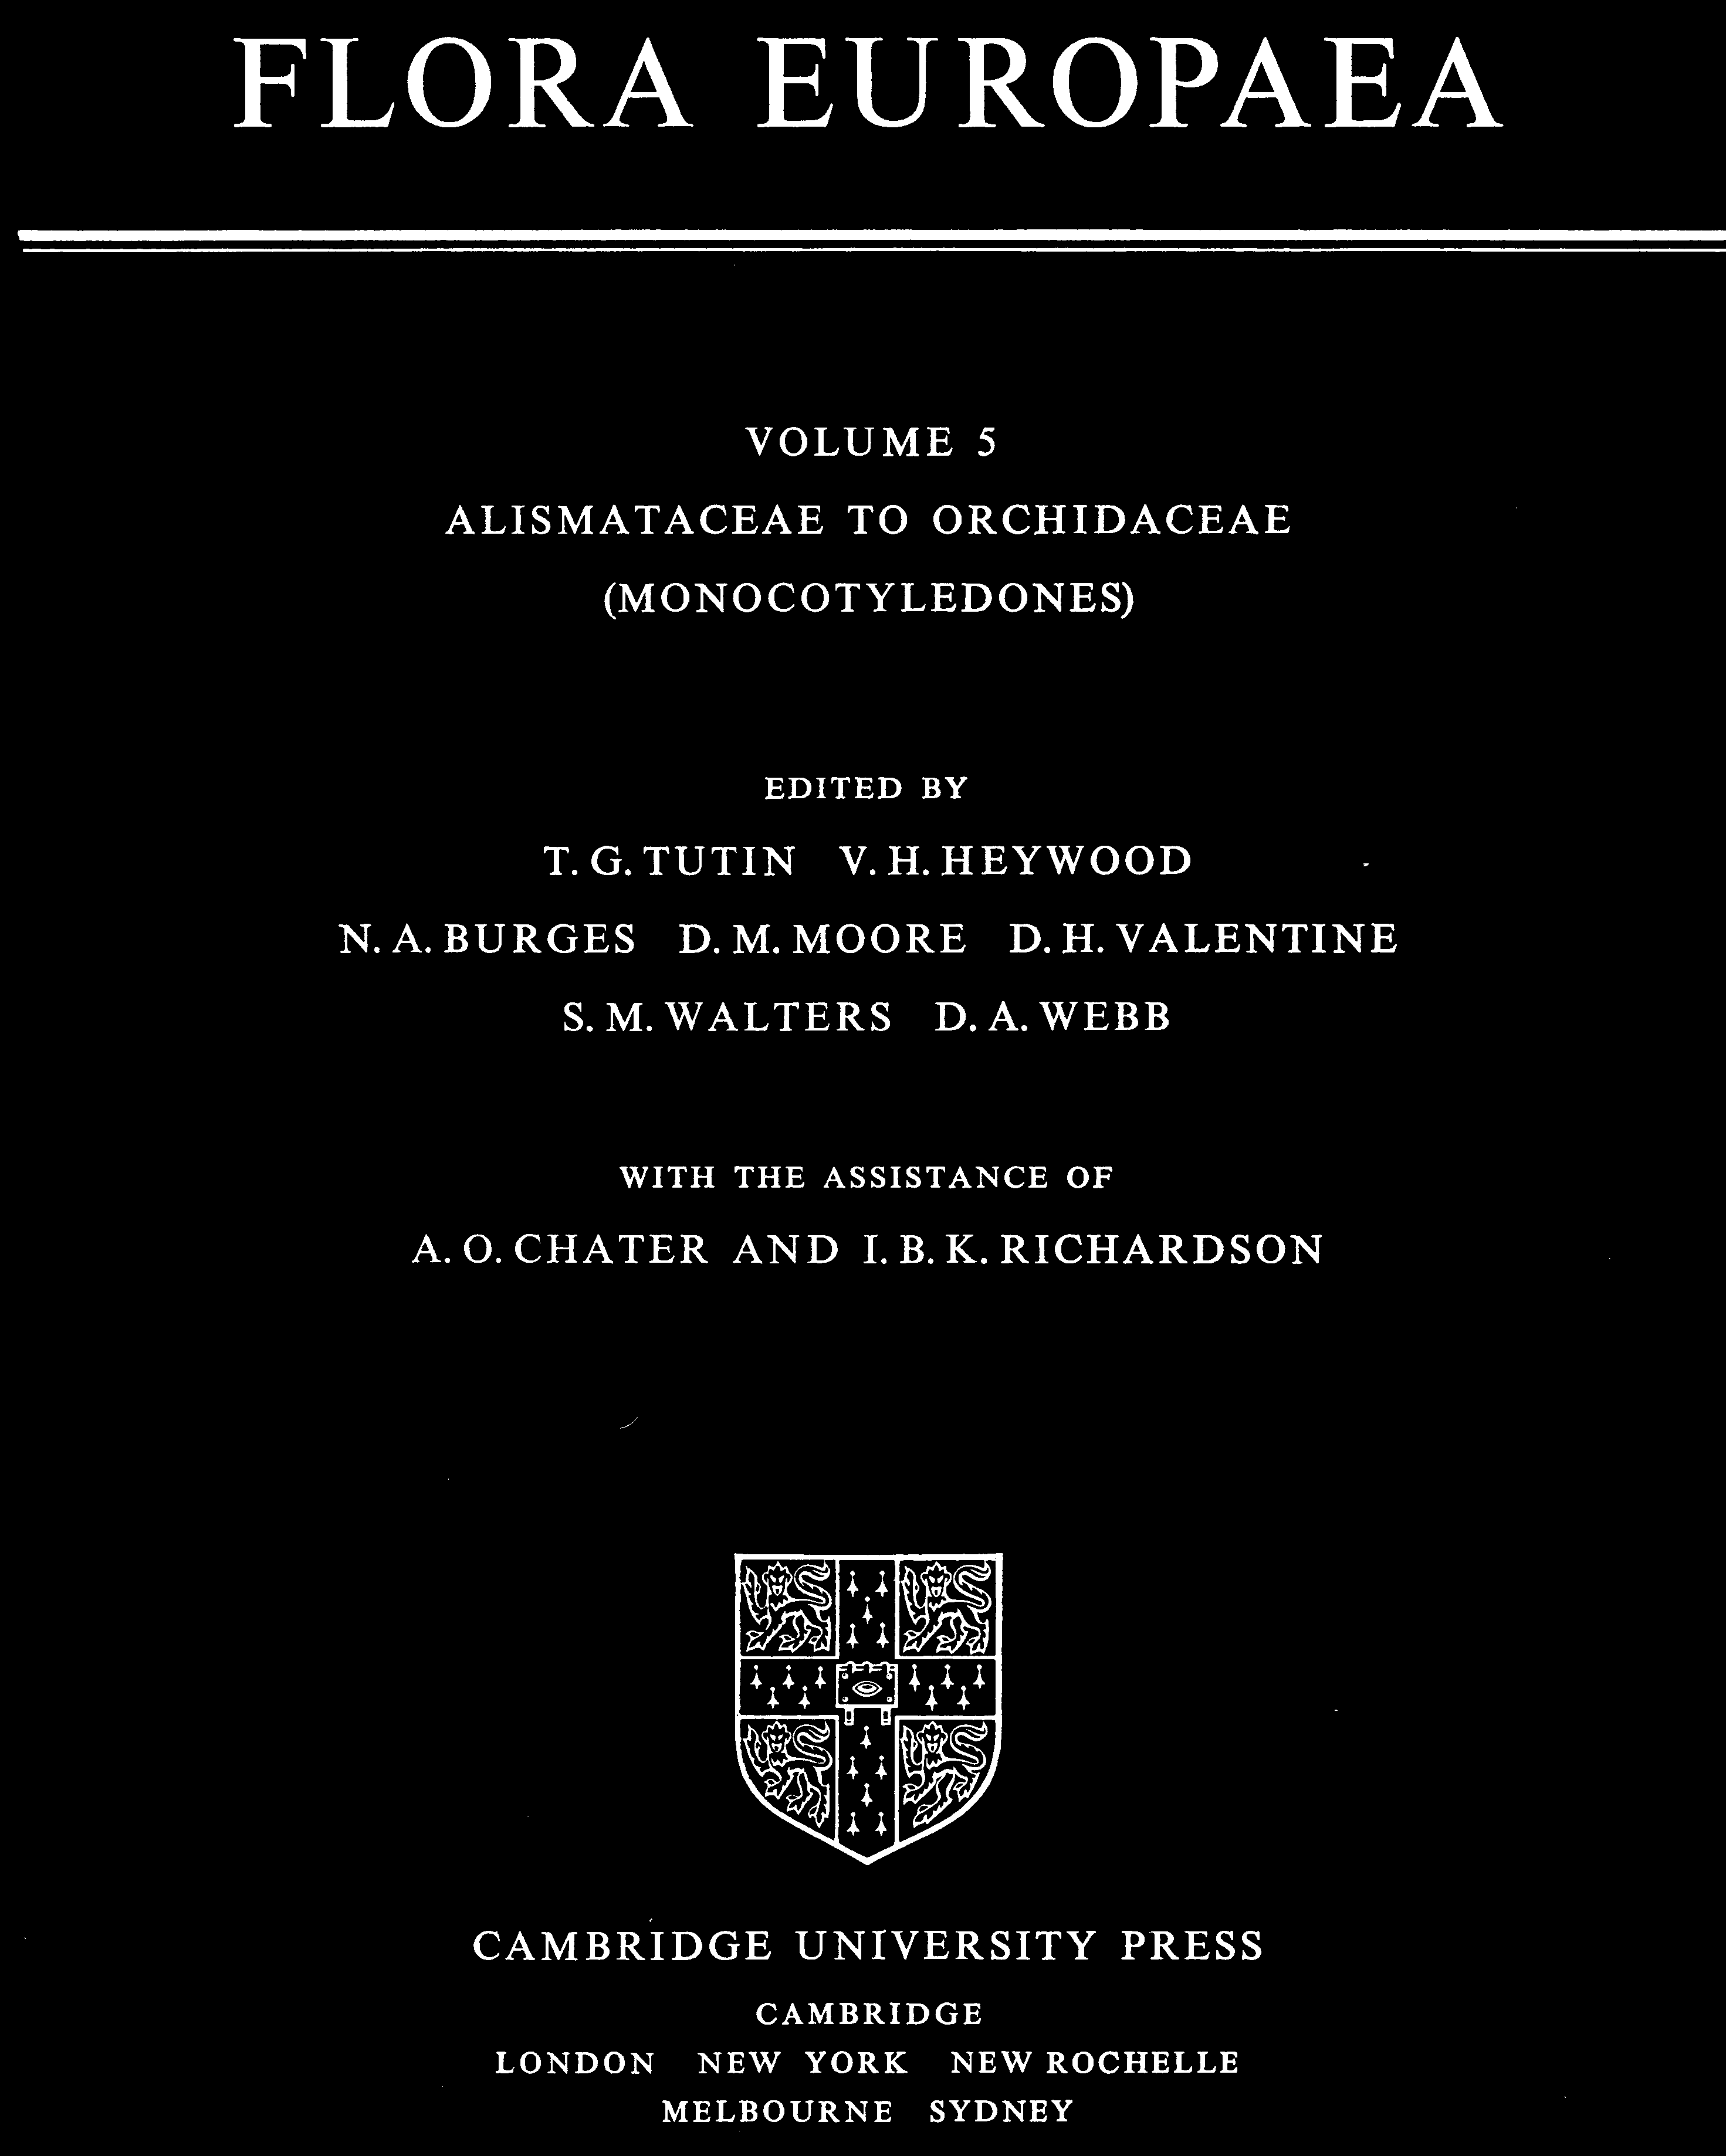 FLORA EUROPAEA
VOLUME 5
ALISMATACEAE TO ORCHIDACEAE
(MONOCOTYLEDONES)
EDITED BY
T. G. TUTIN V. H. HEYWOOD
N. A. BURGES D. M. MOORE D. H. VALENTINE
S. M. WALTERS D. A. WEBB
WITH THE ASSISTANCE OF
A. O. CHATER AND I. B. K. RICHARDSON
CAMBRIDGE UNIVERSITY PRESS
CAMBRIDGE
LONDON NEW YORK NEW ROCHELLE
MELBOURNE SYDNEY